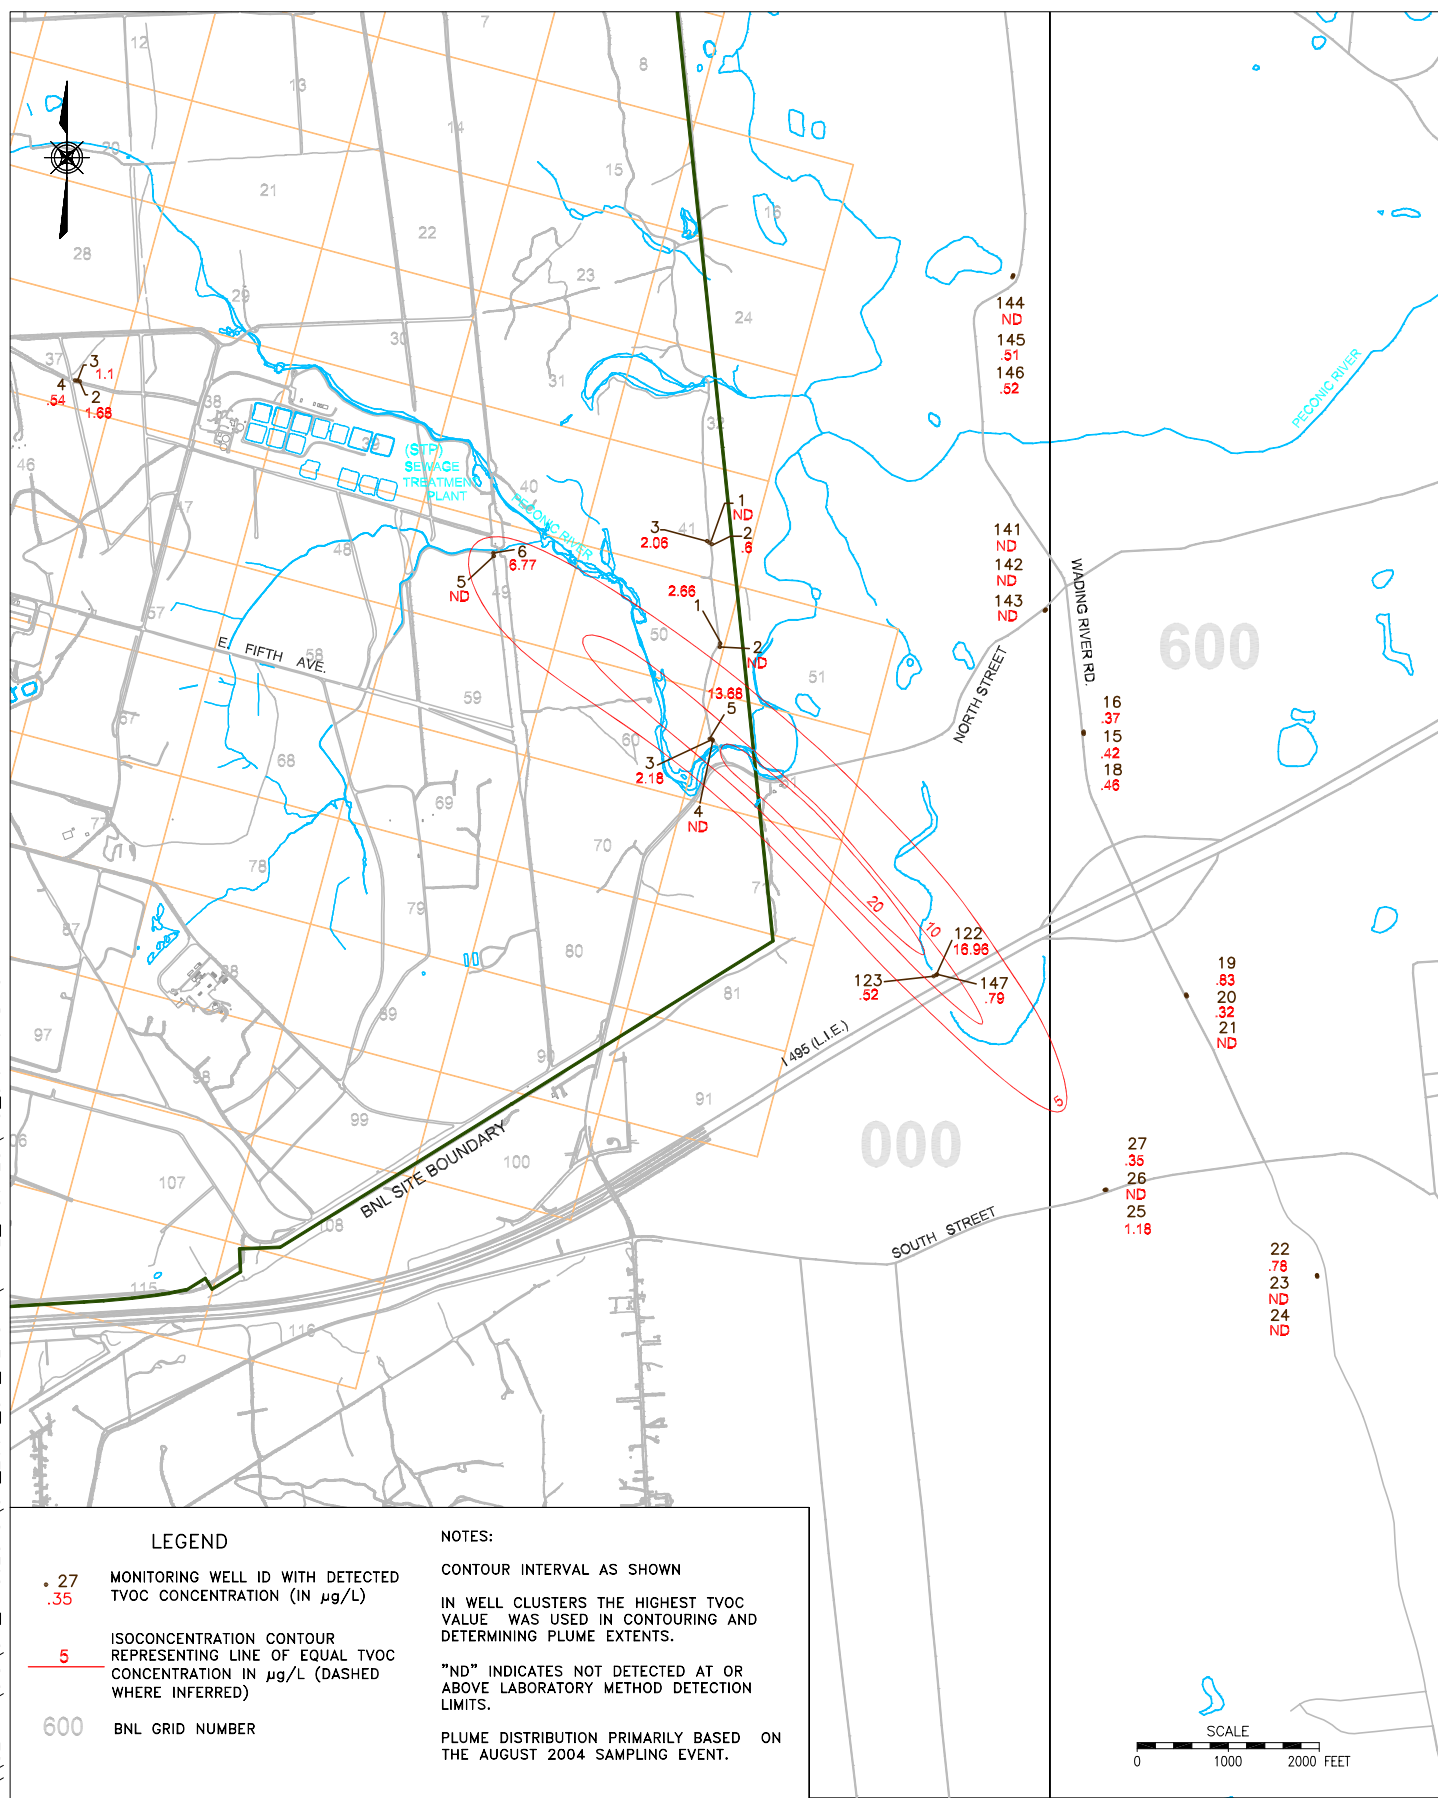 7
12
8
13
14
20
15
21
16
22
28
23
29
24
30
144
ND
145
.51
146
.52
PECONIC RIVER
37
3
1.1
4
.54
2
1.68
31
38
32
39
(STP)
SEWAGE
TREATMENT
PLANT
46
40
PECONIC RIVER
47
41
1
ND
3
2.06
2
.6
48
6
6.77
5
ND
49
141
ND
142
ND
143
ND
WADING RIVER RD.
2.66
1
2
ND
57
50
51
600
E. FIFTH AVE.
58
59
60
67
68
13.68
5
3
2.18
4
ND
61
NORTH STREET
16
.37
15
.42
18
.46
69
77
70
78
71
79
20
10
122
16.96
123
.52
147
.79
87
80
88
81
19
.83
20
.32
21
ND
89
97
90
I 495 (L.I.E.)
98
91
99
5
000
106
BNL SITE BOUNDARY
100
107
108
27
.35
26
ND
25
1.18
SOUTH STREET
22
.78
23
ND
24
ND
115
116
LEGEND
27
.35
MONITORING WELL ID WITH DETECTED
TVOC CONCENTRATION (IN µg/L)
5
ISOCONCENTRATION CONTOUR
REPRESENTING LINE OF EQUAL TVOC
CONCENTRATION IN µg/L (DASHED
WHERE INFERRED)
600
BNL GRID NUMBER
NOTES:
CONTOUR INTERVAL AS SHOWN
IN WELL CLUSTERS THE HIGHEST TVOC
VALUE WAS USED IN CONTOURING AND
DETERMINING PLUME EXTENTS.
"ND" INDICATES NOT DETECTED AT OR
ABOVE LABORATORY METHOD DETECTION
LIMITS.
PLUME DISTRIBUTION PRIMARILY BASED ON
THE AUGUST 2004 SAMPLING EVENT.
SCALE
0 1000 2000 FEET